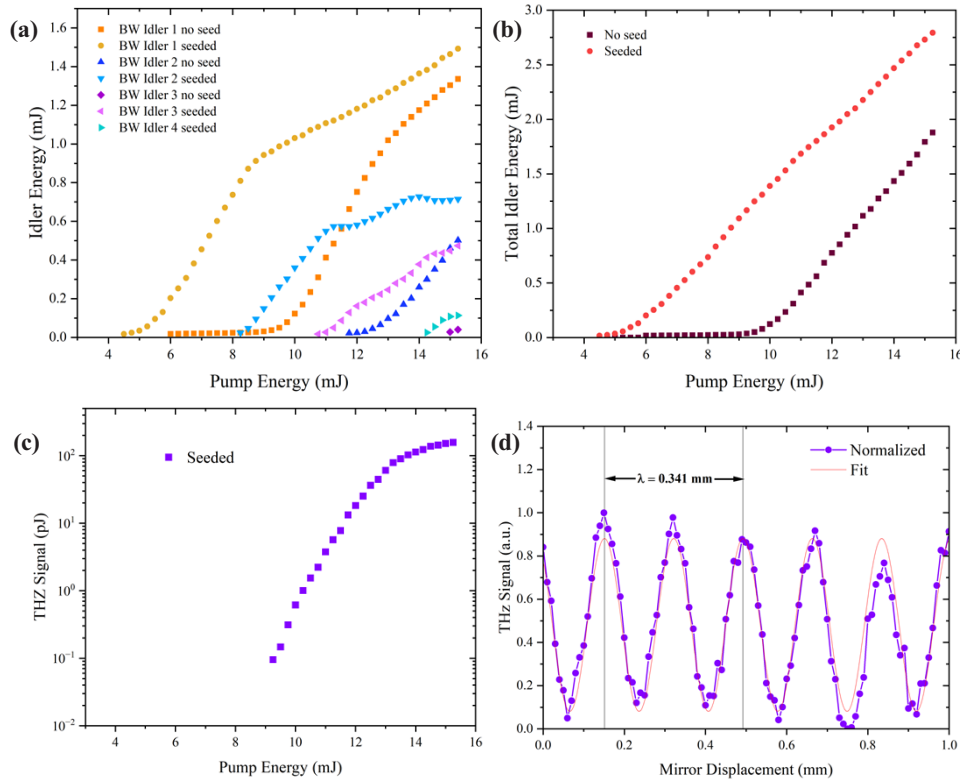 (a)
BW Idler 1 no seed
BW Idler 1 seeded
BW Idler 2 no seed
BW Idler 2 seeded
BW Idler 3 no seed
BW Idler 3 seeded
BW Idler 4 seeded
Idler Energy (mJ)
1.6
1.4
1.2
1.0
0.8
0.6
0.4
0.2
0.0
4 6 8 10 12 14 16
Pump Energy (mJ)
(b)
No seed
Seeded
Total Idler Energy (mJ)
3.0
2.5
2.0
1.5
1.0
0.5
0.0
4 6 8 10 12 14 16
Pump Energy (mJ)
(c)
Seeded
THZ Signal (pJ)
10²
10¹
10⁰
10⁻¹
10⁻²
4 6 8 10 12 14 16
Pump Energy (mJ)
(d)
Normalized
Fit
λ = 0.341 mm
THz Signal (a.u.)
1.4
1.2
1.0
0.8
0.6
0.4
0.2
0.0
0.0 0.2 0.4 0.6 0.8 1.0
Mirror Displacement (mm)